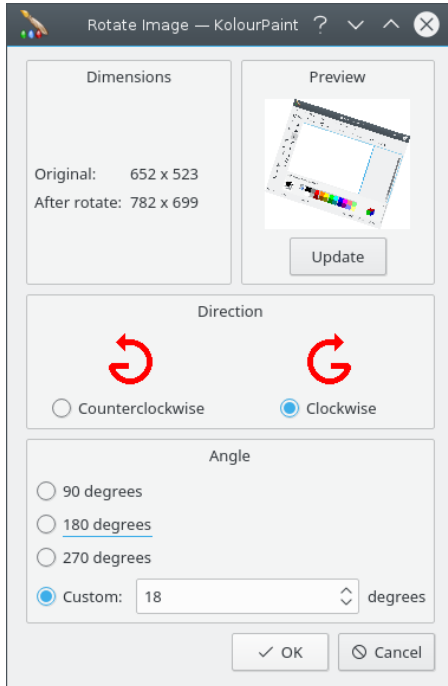 Rotate Image — KolourPaint
Dimensions
Original: 652 x 523
After rotate: 782 x 699
Preview
Update
Direction
Counterclockwise
Clockwise
Angle
90 degrees
180 degrees
270 degrees
Custom: 18 degrees
OK
Cancel